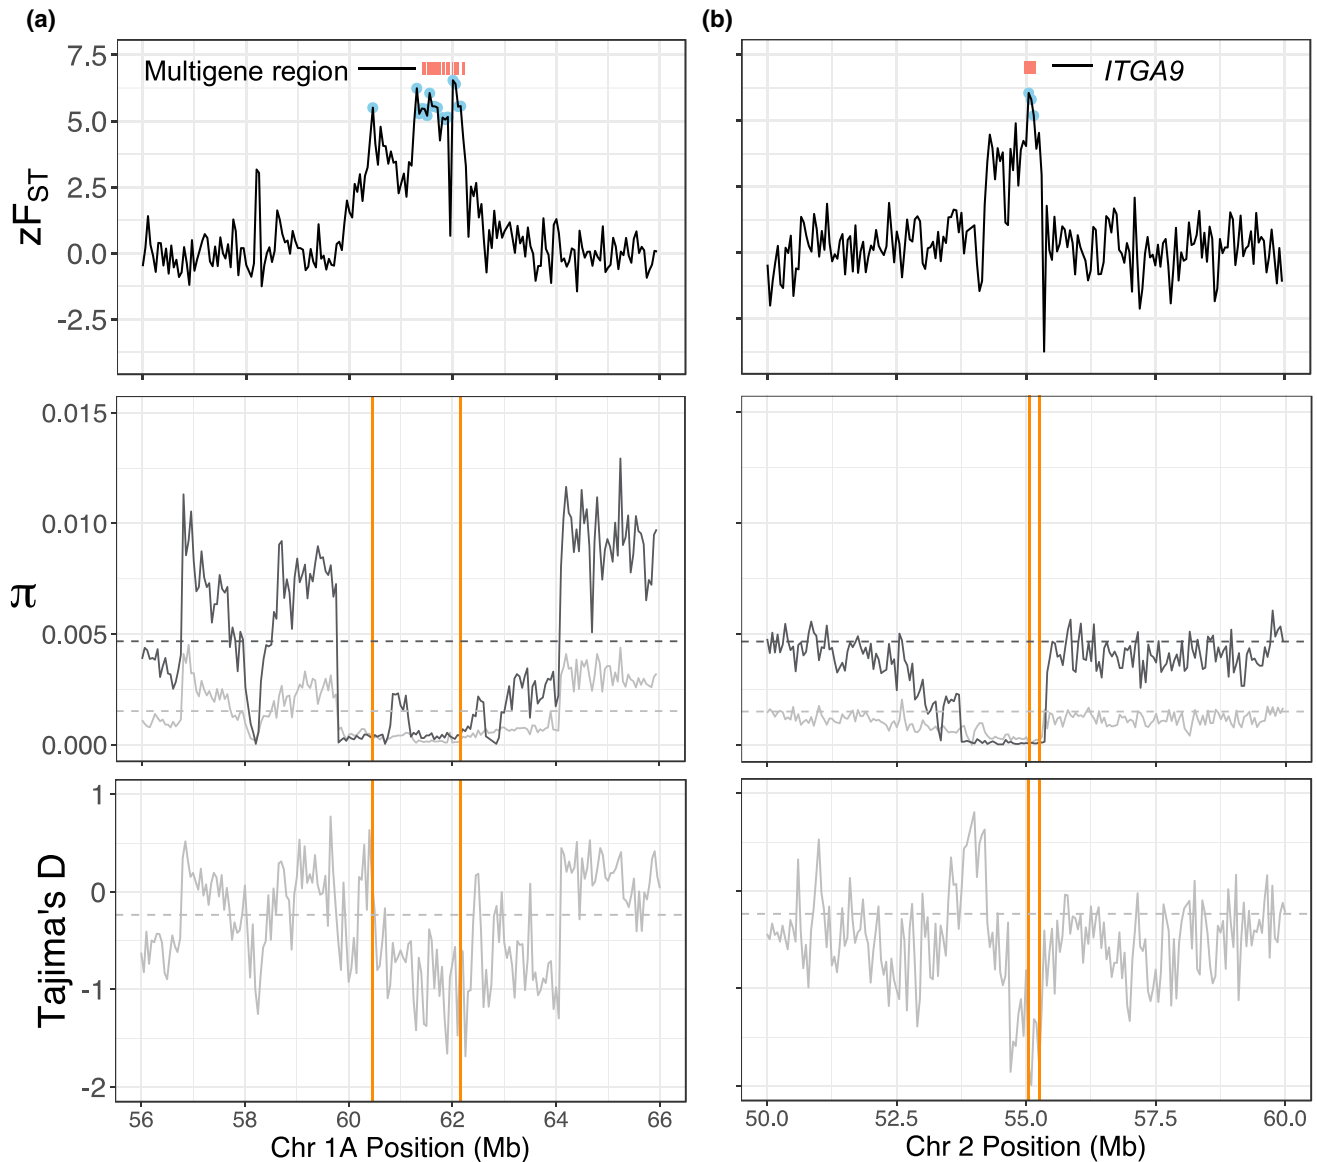 (a)
(b)
7.5
5.0
2.5
0.0
-2.5
zFST
Multigene region
ITGA9
0.015
0.010
0.005
0.000
π
1
0
-1
-2
Tajima's D
56 58 60 62 64 66
Chr 1A Position (Mb)
50.0 52.5 55.0 57.5 60.0
Chr 2 Position (Mb)